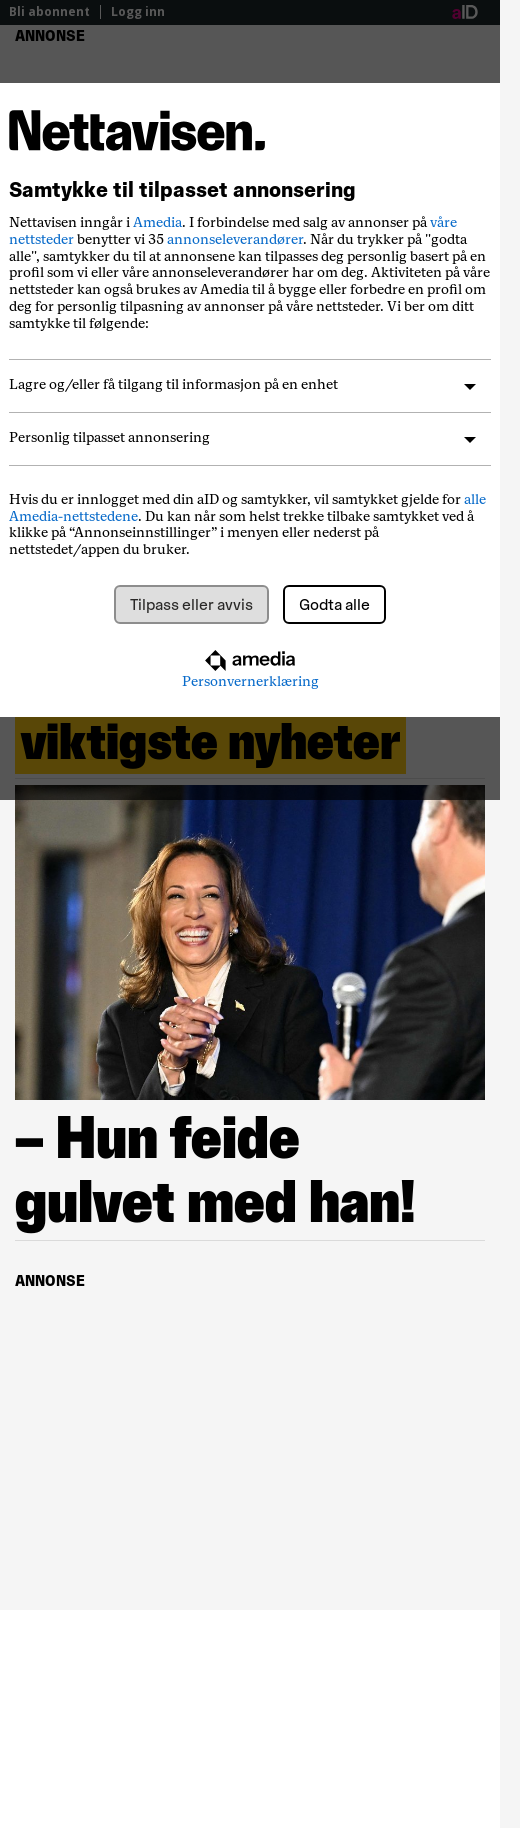 Bli abonnent | Logg inn
aID
ANNONSE
Nettavisen.
Samtykke til tilpasset annonsering
Nettavisen inngår i Amedia. I forbindelse med salg av annonser på våre
nettsteder benytter vi 35 annonseleverandører. Når du trykker på "godta
alle", samtykker du til at annonsene kan tilpasses deg personlig basert på en
profil som vi eller våre annonseleverandører har om deg. Aktiviteten på våre
nettsteder kan også brukes av Amedia til å bygge eller forbedre en profil om
deg for personlig tilpasning av annonser på våre nettsteder. Vi ber om ditt
samtykke til følgende:
Lagre og/eller få tilgang til informasjon på en enhet
Personlig tilpasset annonsering
Hvis du er innlogget med din aID og samtykker, vil samtykket gjelde for alle
Amedia-nettstedene. Du kan når som helst trekke tilbake samtykket ved å
klikke på “Annonseinnstillinger” i menyen eller nederst på
nettstedet/appen du bruker.
Tilpass eller avvis
Godta alle
amedia
Personvernerklæring
viktigste nyheter
– Hun feide
gulvet med han!
ANNONSE